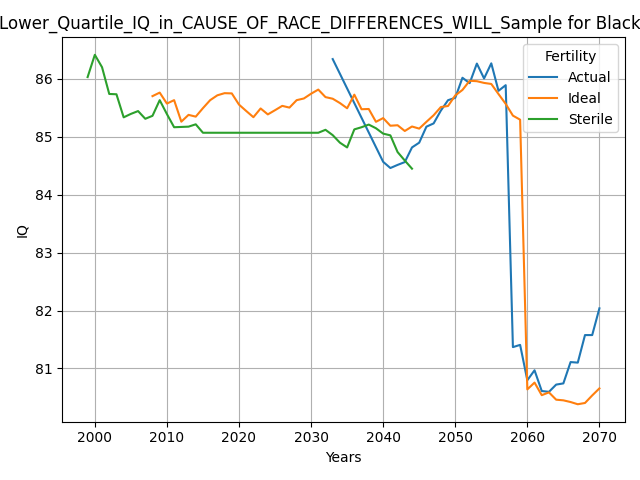 Lower_Quartile_IQ_in_CAUSE_OF_RACE_DIFFERENCES_WILL_Sample for Black
Fertility
Actual
Ideal
Sterile
IQ
86
85
84
83
82
81
2000
2010
2020
2030
2040
2050
2060
2070
Years